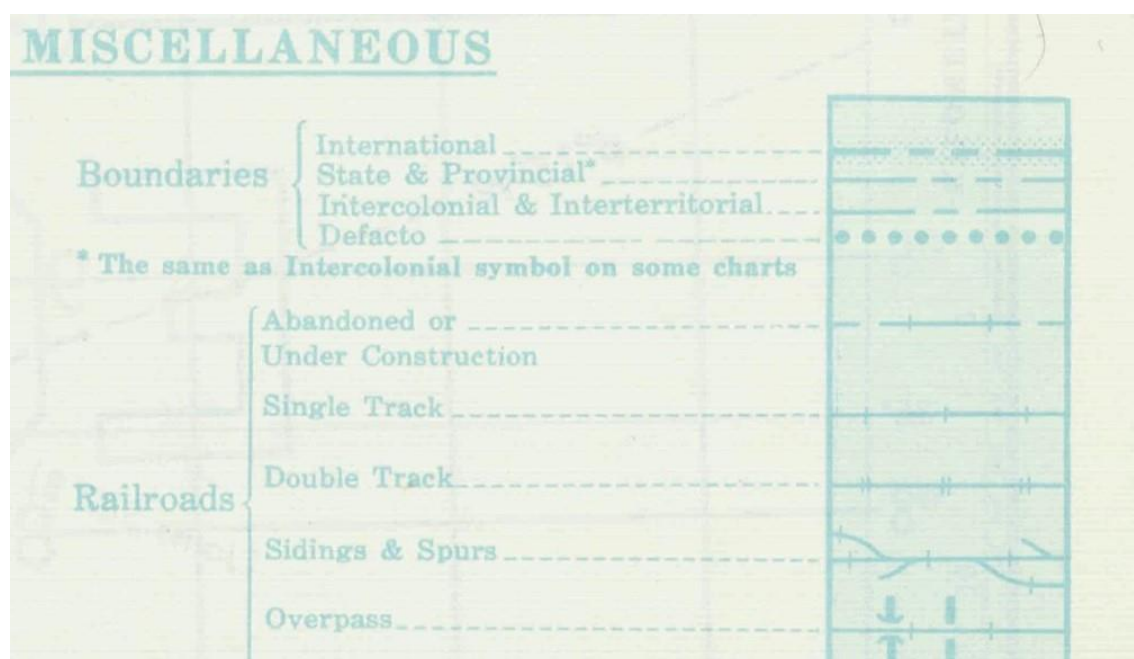 MISCELLANEOUS
Boundaries
International
State & Provincial*
Intercolonial & Interterritorial
Defacto
* The same as Intercolonial symbol on some charts
Railroads
Abandoned or
Under Construction
Single Track
Double Track
Sidings & Spurs
Overpass